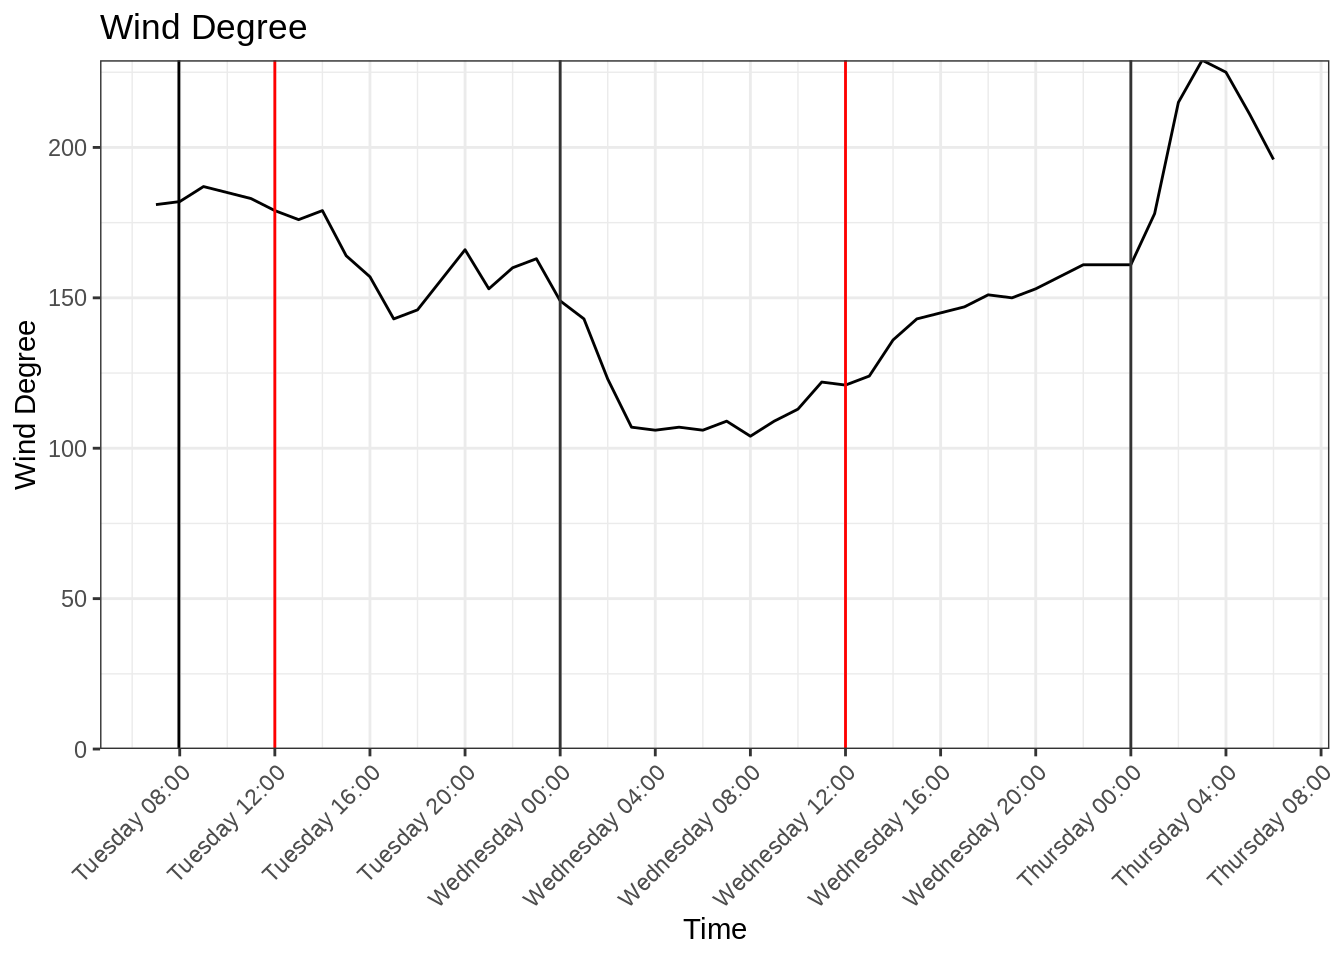 Wind Degree
Wind Degree
200
150
100
50
0
Tuesday 08:00
Tuesday 12:00
Tuesday 16:00
Tuesday 20:00
Wednesday 00:00
Wednesday 04:00
Wednesday 08:00
Wednesday 12:00
Wednesday 16:00
Wednesday 20:00
Thursday 00:00
Thursday 04:00
Thursday 08:00
Time